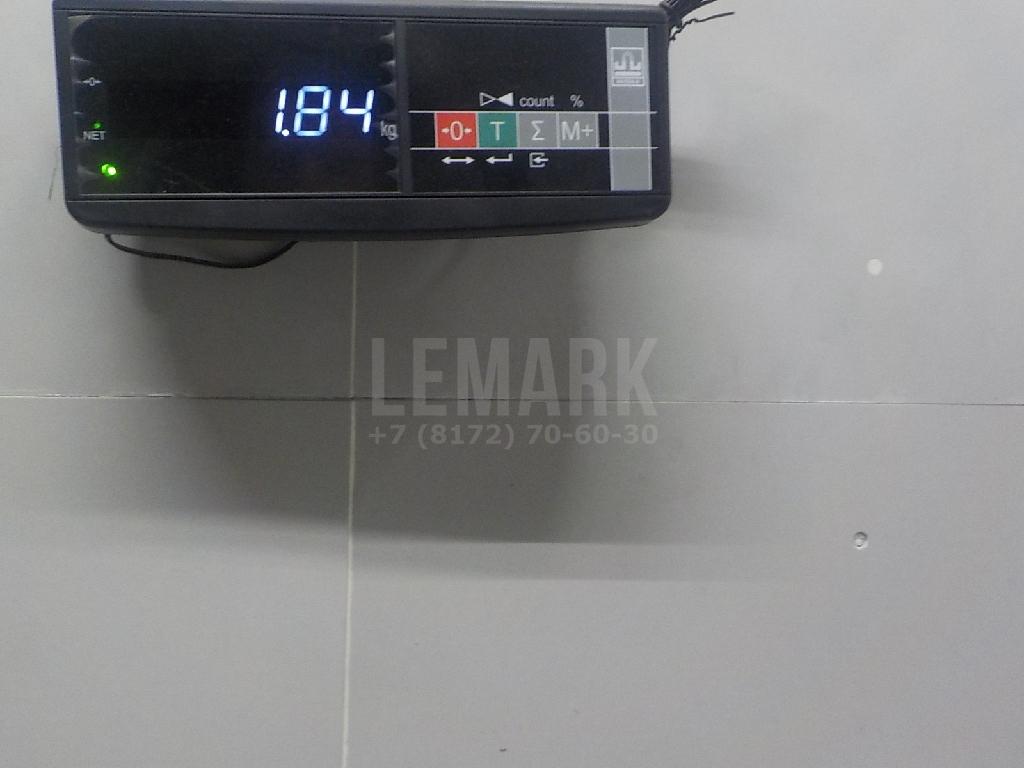 →0←
NET
1.84 kg
count %
→0← T Σ M+
LEMARK
+7 (8172) 70-60-30